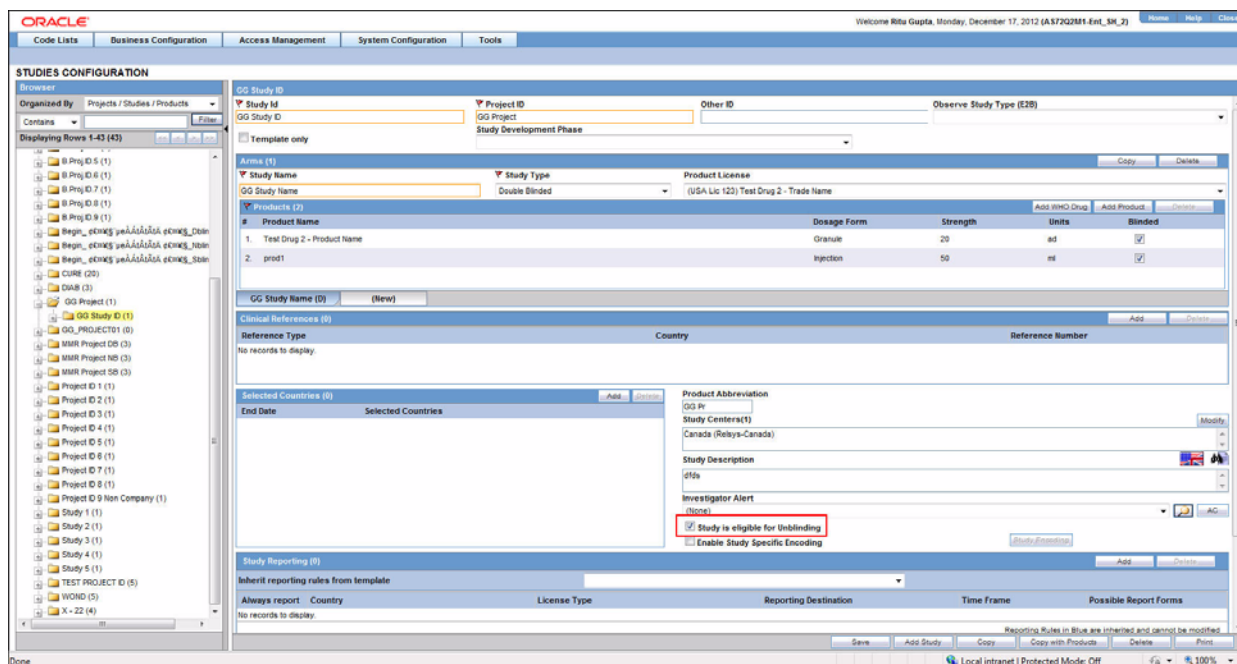 ORACLE
Welcome Ritu Gupta, Monday, December 17, 2012 (AS72Q2M1-Ent_SH_2) Home Help Close
Code Lists Business Configuration Access Management System Configuration Tools
STUDIES CONFIGURATION
Browser
Organized By Projects / Studies / Products
Contains Filter
Displaying Rows 1-43 (43)
B.Proj.ID.5 (1)
B.Proj.ID.6 (1)
B.Proj.ID.7 (1)
B.Proj.ID.8 (1)
B.Proj.ID.9 (1)
Begin_
Begin_
Begin_
CURE (20)
DIAB (3)
GG Project (1)
GG Study ID (1)
GG_PROJECT01 (0)
MMR Project DB (3)
MMR Project NB (3)
MMR Project SB (3)
Project ID 1 (1)
Project ID 2 (1)
Project ID 3 (1)
Project ID 4 (1)
Project ID 5 (1)
Project ID 6 (1)
Project ID 7 (1)
Project ID 8 (1)
Project ID 9 Non Company (1)
Study 1 (1)
Study 2 (1)
Study 3 (1)
Study 4 (1)
Study 5 (1)
TEST PROJECT ID (5)
WOND (5)
X - 22 (4)
GG Study ID
Study Id Project ID Other ID Observe Study Type (E2B)
GG Study ID GG Project
Template only Study Development Phase
Arms (1) Copy Delete
Study Name Study Type Product License
GG Study Name Double Blinded (USA Lic 123) Test Drug 2 - Trade Name
Products (2) Add WHO Drug Add Product Delete
# Product Name Dosage Form Strength Units Blinded
1. Test Drug 2 - Product Name Granule 20 ad
2. prod1 Injection 50 ml
GG Study Name (D) (New)
Clinical References (0) Add Delete
Reference Type Country Reference Number
No records to display.
Selected Countries (0) Add Delete
End Date Selected Countries
Product Abbreviation
GG Pr
Study Centers(1) Modify
Canada (Relsys-Canada)
Study Description
dfds
Investigator Alert
(None) AG
Study is eligible for Unblinding
Enable Study Specific Encoding Study Encoding
Study Reporting (0) Add Delete
Inherit reporting rules from template
Always report Country License Type Reporting Destination Time Frame Possible Report Forms
No records to display.
Reporting Rules in Blue are inherited and cannot be modified
Save Add Study Copy Copy with Products Delete Print
Done Local intranet | Protected Mode: Off 100%